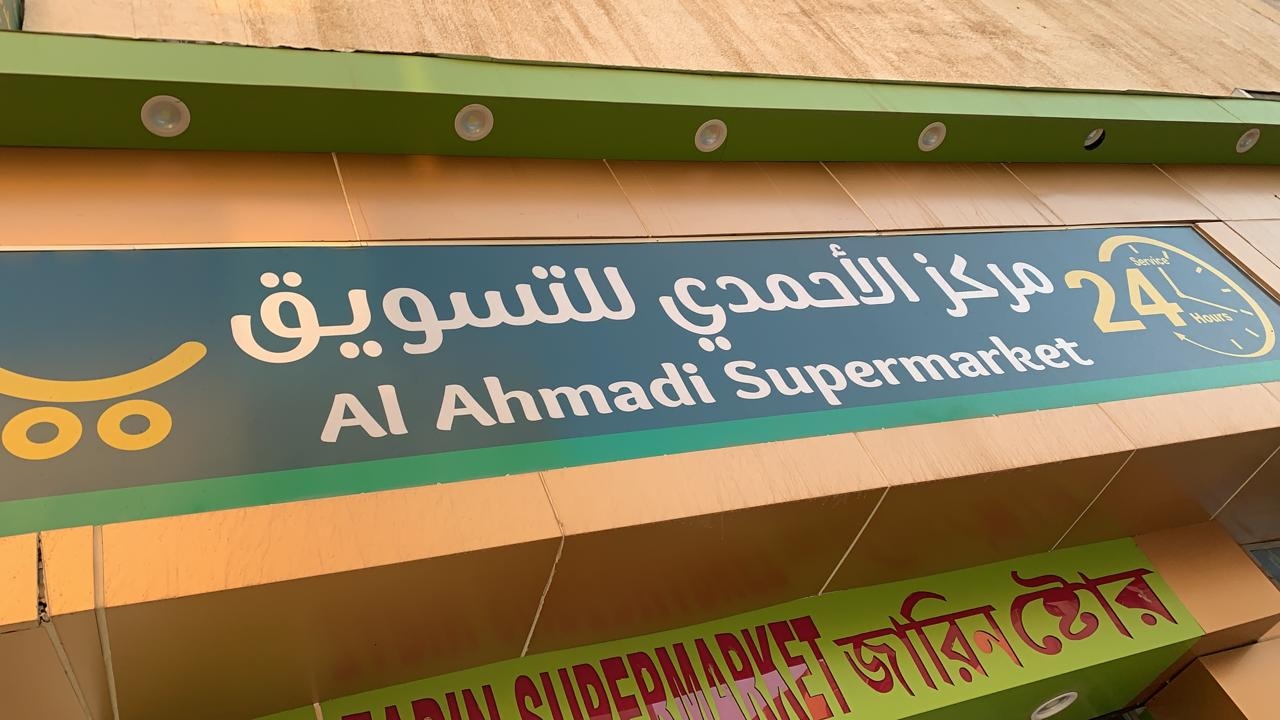 مركز الأحمدي للتسويق
Al Ahmadi Supermarket
24
Service
Hours
SUPERMARKET জারিন ষ্টোর